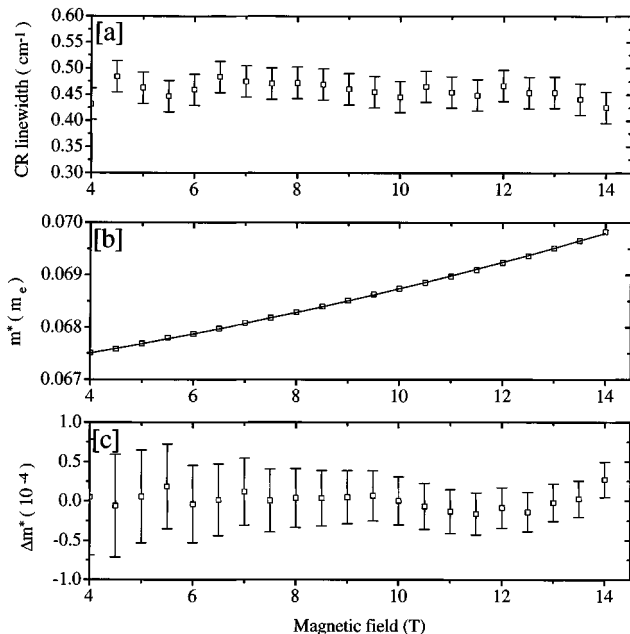 [a]
CR linewidth ( cm-1)
0.60
0.55
0.50
0.45
0.40
0.35
0.30
4 6 8 10 12 14
[b]
m* ( m e )
0.070
0.069
0.068
0.067
4 6 8 10 12 14
[c]
Δm* ( 10 -4 )
1.0
0.5
0.0
-0.5
-1.0
4 6 8 10 12 14
Magnetic field (T)